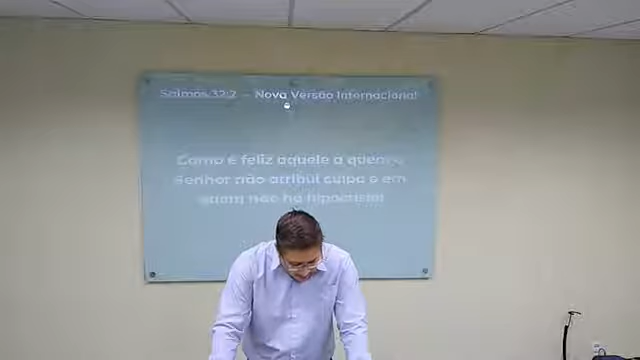 Salmos 32:2 - Nova Versão Internacional
Como é feliz aquele a quem o
Senhor não atribui culpa e em
quem não há hipocrisia!